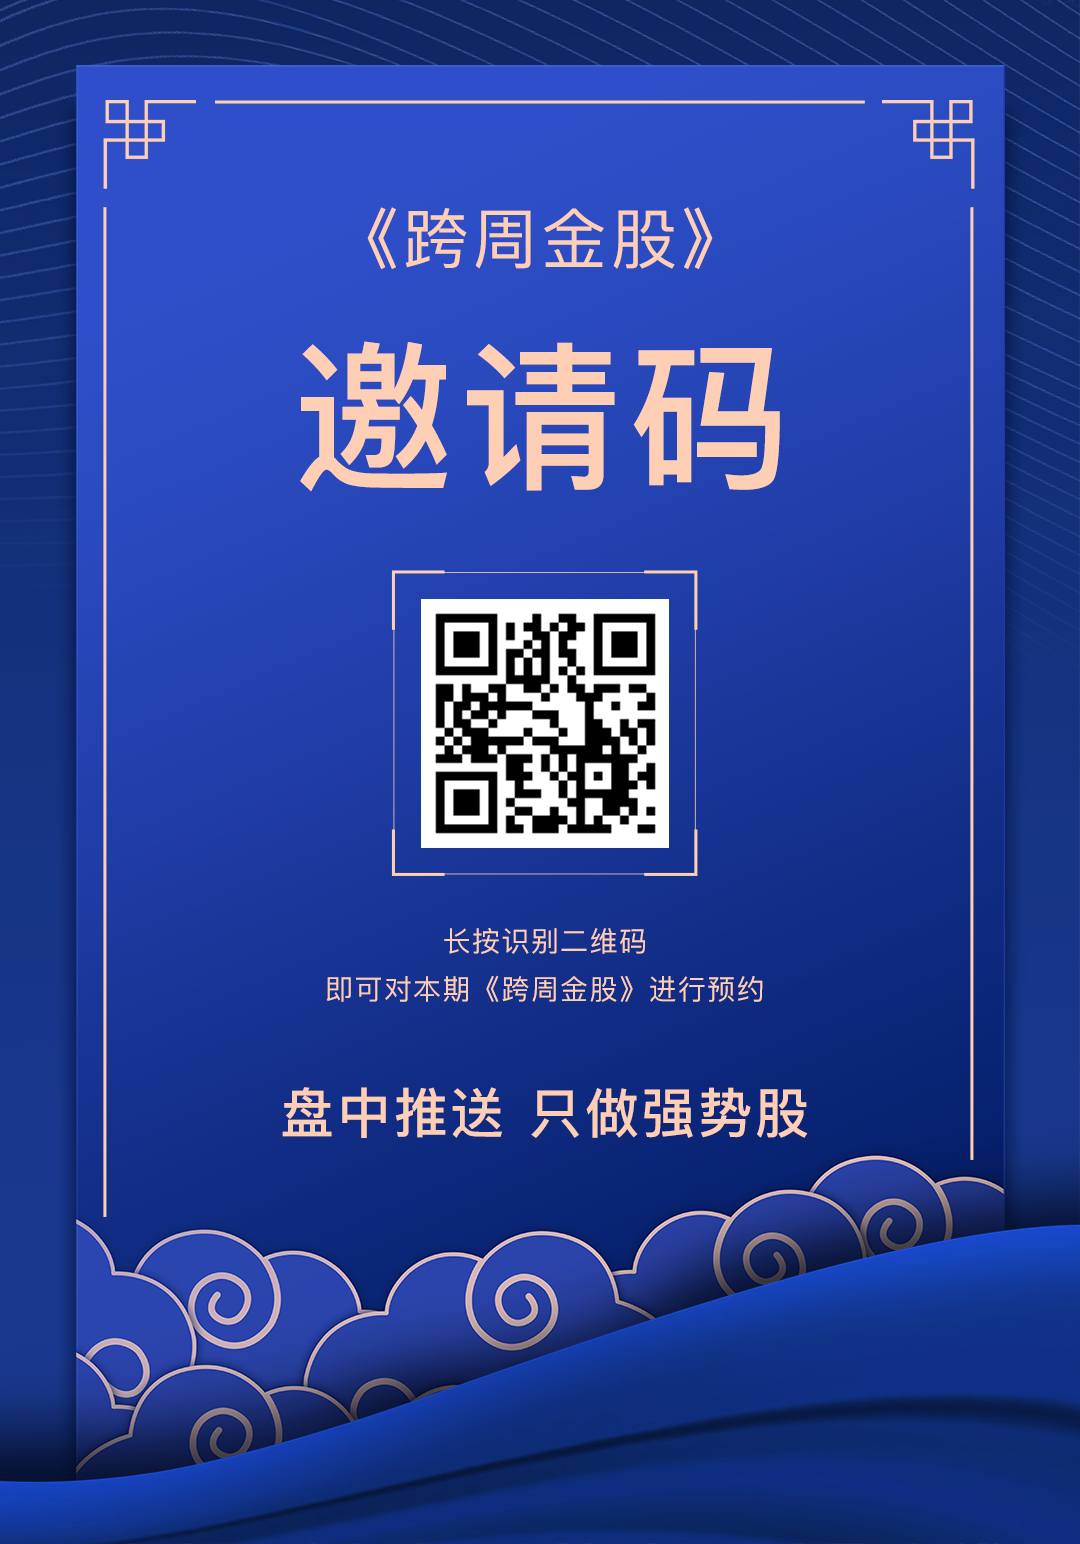 《跨周金股》
邀请码
长按识别二维码
即可对本期《跨周金股》进行预约
盘中推送 只做强势股